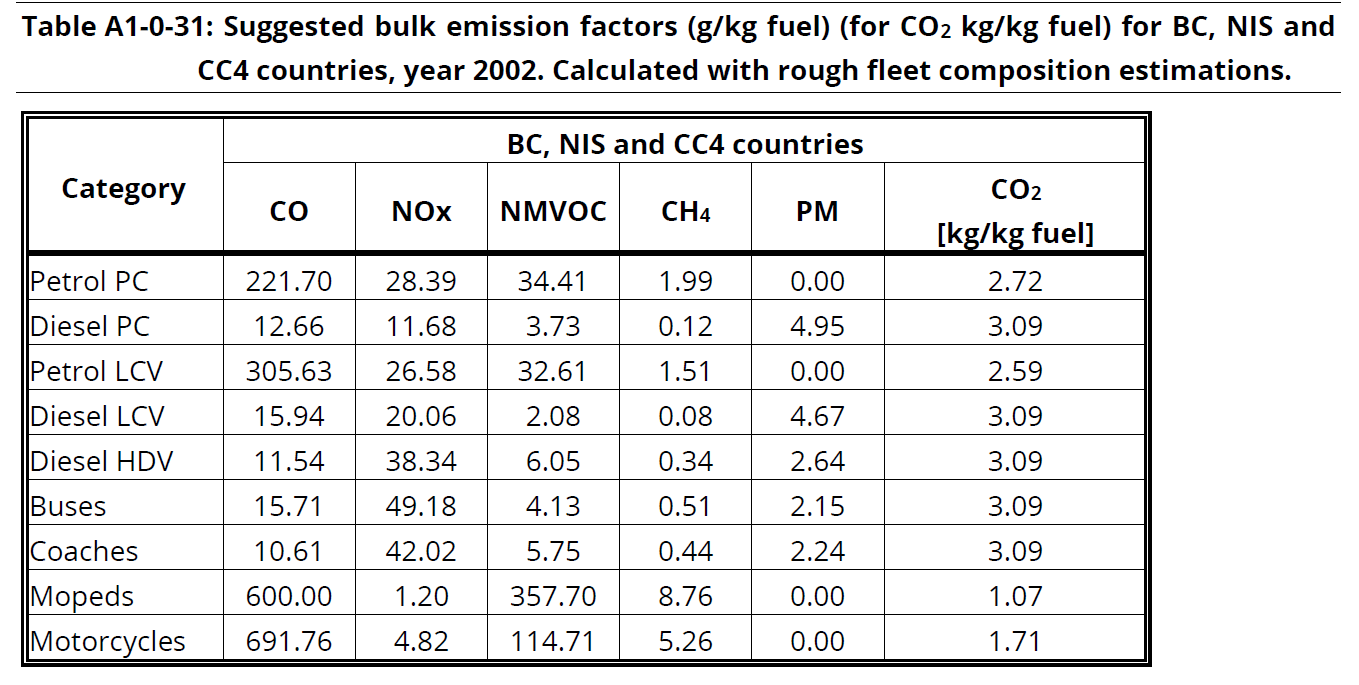 Table A1-0-31: Suggested bulk emission factors (g/kg fuel) (for CO2 kg/kg fuel) for BC, NIS and
CC4 countries, year 2002. Calculated with rough fleet composition estimations.
Category
BC, NIS and CC4 countries
CO NOx NMVOC CH4 PM CO2
[kg/kg fuel]
Petrol PC 221.70 28.39 34.41 1.99 0.00 2.72
Diesel PC 12.66 11.68 3.73 0.12 4.95 3.09
Petrol LCV 305.63 26.58 32.61 1.51 0.00 2.59
Diesel LCV 15.94 20.06 2.08 0.08 4.67 3.09
Diesel HDV 11.54 38.34 6.05 0.34 2.64 3.09
Buses 15.71 49.18 4.13 0.51 2.15 3.09
Coaches 10.61 42.02 5.75 0.44 2.24 3.09
Mopeds 600.00 1.20 357.70 8.76 0.00 1.07
Motorcycles 691.76 4.82 114.71 5.26 0.00 1.71